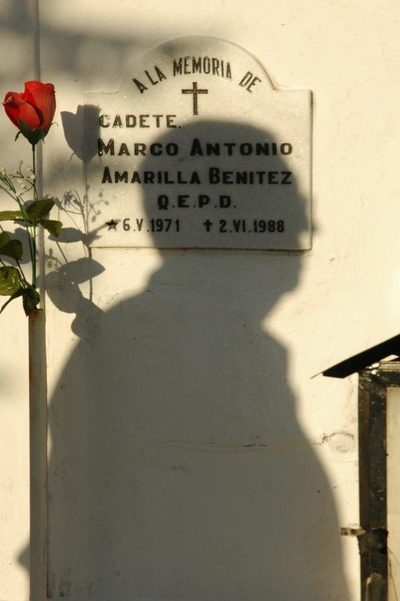 A LA MEMORIA DE
CADETE.
MARCO ANTONIO
AMARILLA BENITEZ
Q.E.P.D.
★ 6.V.1971 ✝ 2.VI.1988